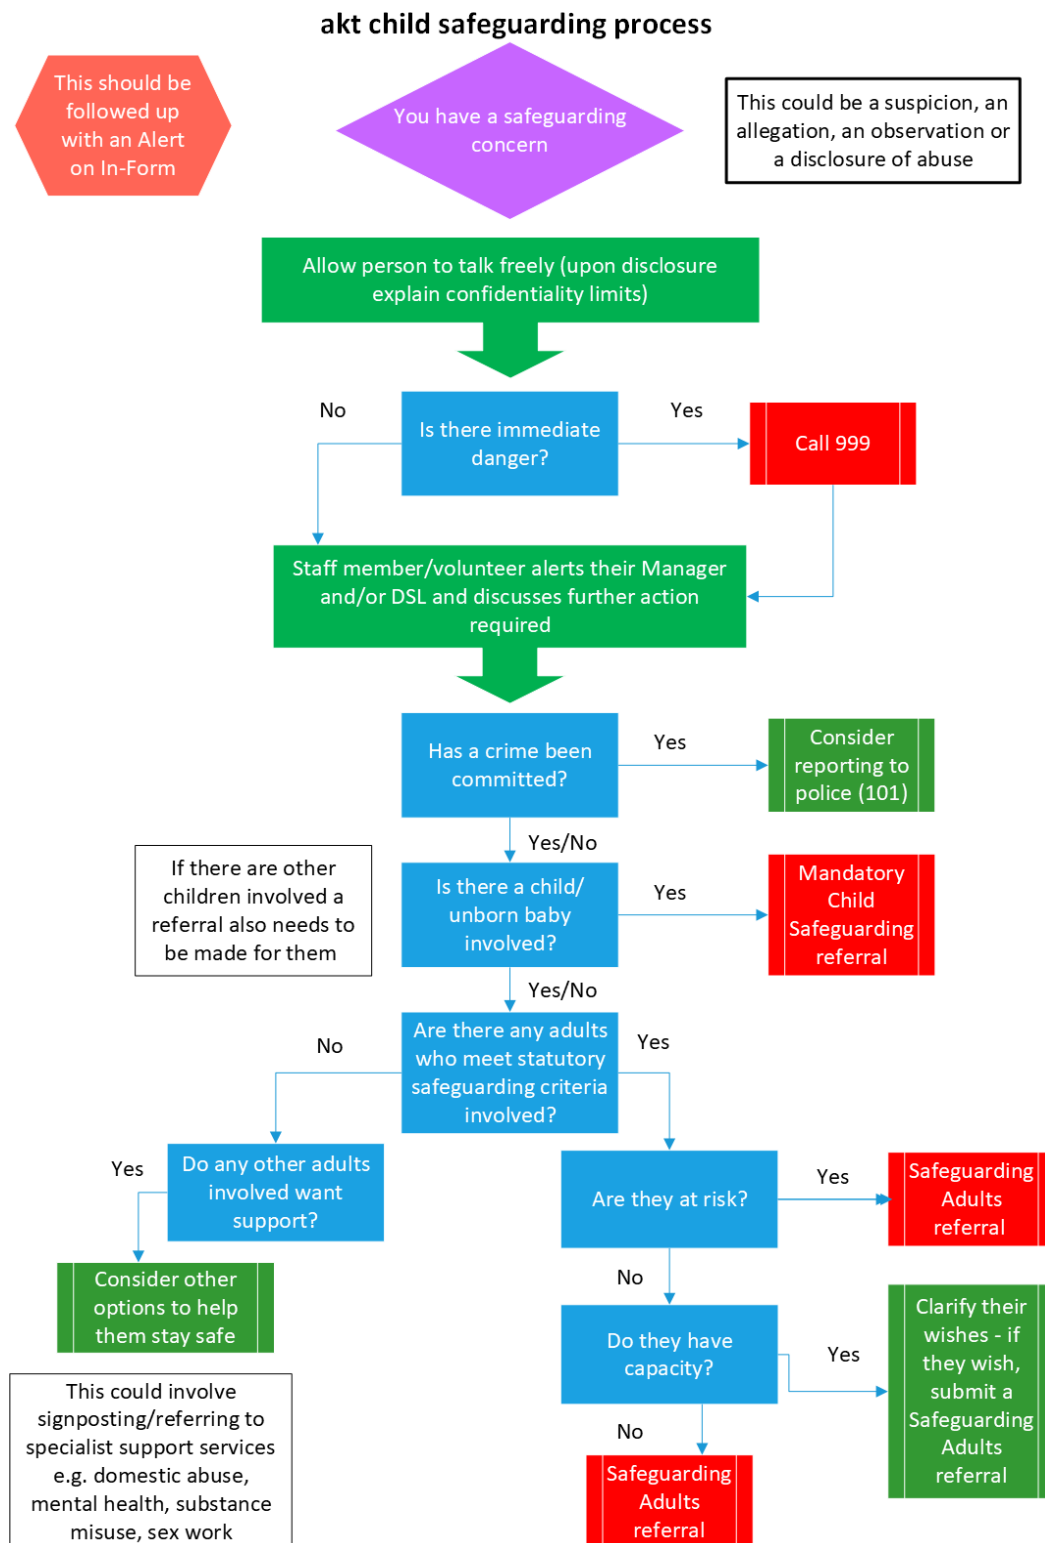 akt child safeguarding process
This should be
followed up
with an Alert
on In-Form
You have a safeguarding
concern
This could be a suspicion, an
allegation, an observation or
a disclosure of abuse
Allow person to talk freely (upon disclosure
explain confidentiality limits)
No
Is there immediate
danger?
Yes
Call 999
Staff member/volunteer alerts their Manager
and/or DSL and discusses further action
required
Has a crime been
committed?
Yes
Consider
reporting to
police (101)
Yes/No
If there are other
children involved a
referral also needs to
be made for them
Is there a child/
unborn baby
involved?
Yes
Mandatory
Child
Safeguarding
referral
Yes/No
No
Are there any adults
who meet statutory
safeguarding criteria
involved?
Yes
Yes
Do any other adults
involved want
support?
Are they at risk?
Yes
Safeguarding
Adults
referral
Consider other
options to help
them stay safe
No
Do they have
capacity?
Yes
Clarify their
wishes - if
they wish,
submit a
Safeguarding
Adults
referral
This could involve
signposting/referring to
specialist support services
e.g. domestic abuse,
mental health, substance
misuse, sex work
No
Safeguarding
Adults
referral